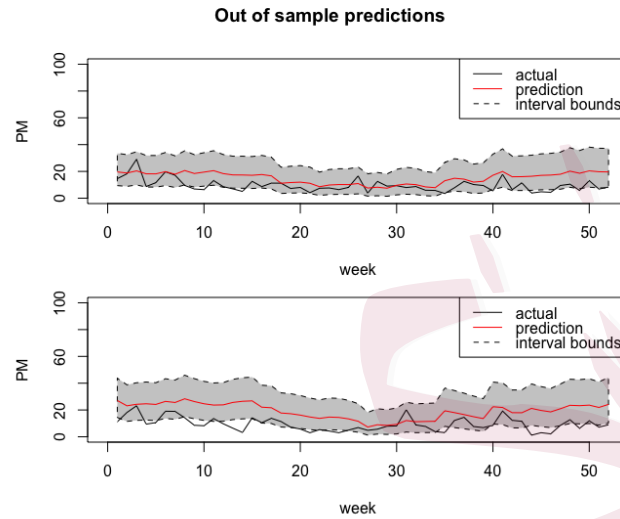 Out of sample predictions
100
60
20
0
PM
actual
prediction
interval bounds
0 10 20 30 40 50
week
100
60
20
0
PM
actual
prediction
interval bounds
0 10 20 30 40 50
week